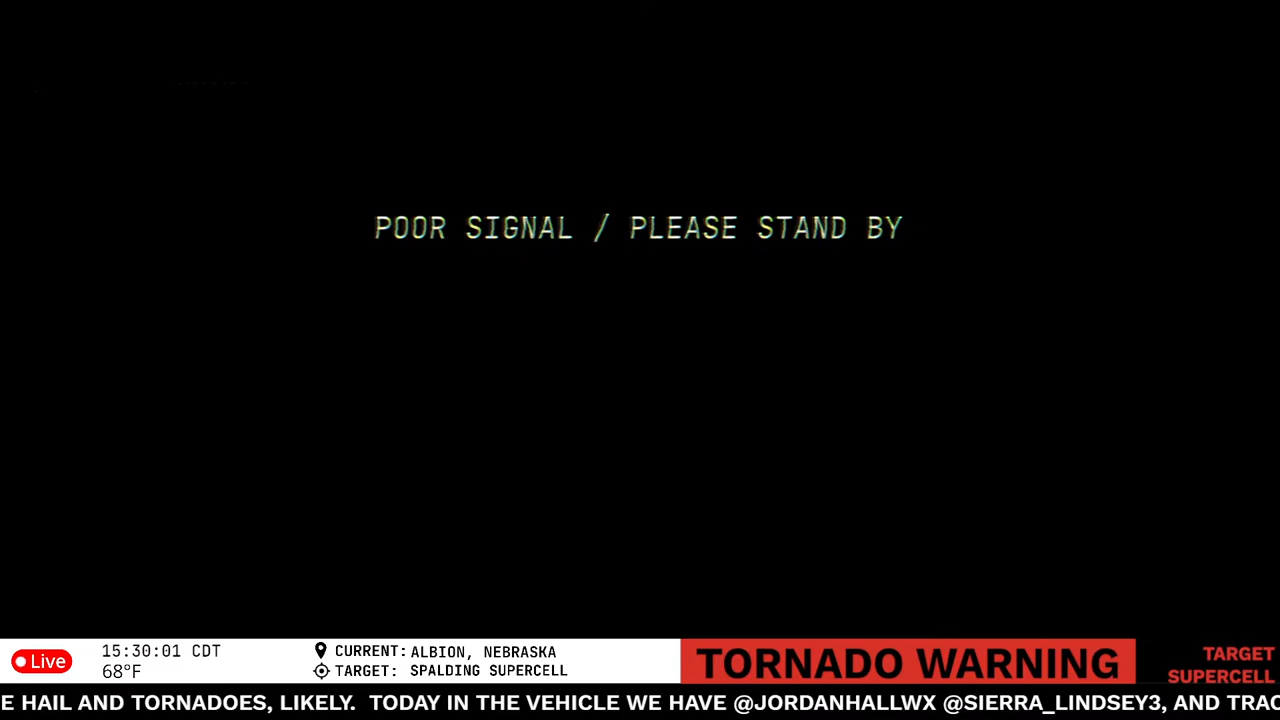 POOR SIGNAL / PLEASE STAND BY
Live
15:30:01 CDT
68°F
CURRENT: ALBION, NEBRASKA
TARGET: SPALDING SUPERCELL
TORNADO WARNING
TARGET
SUPERCELL
E HAIL AND TORNADOES, LIKELY. TODAY IN THE VEHICLE WE HAVE @JORDANHALLWX @SIERRA_LINDSEY3, AND TRAC